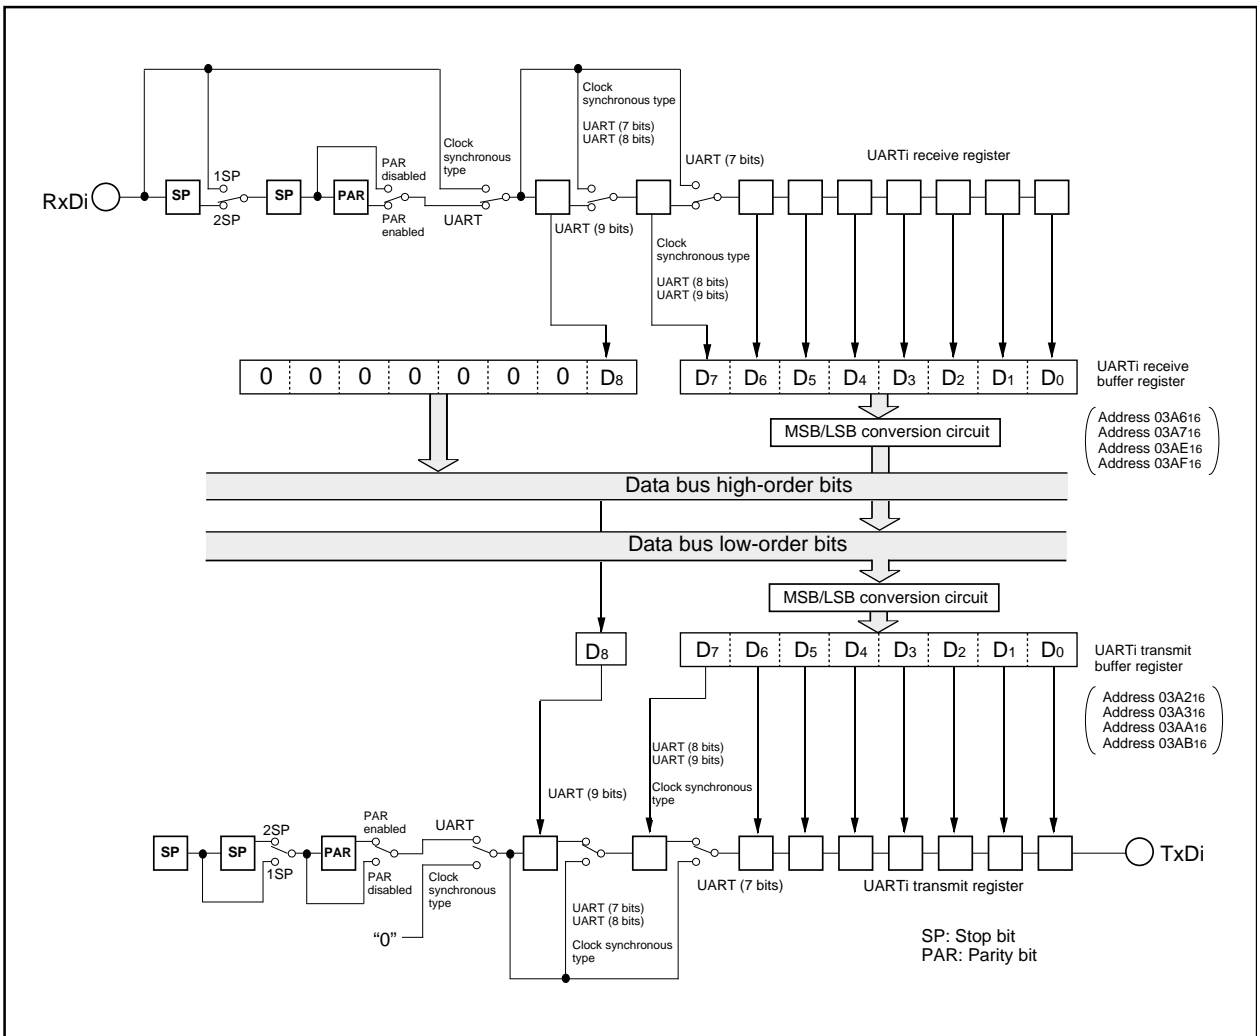 Clock
synchronous type
UART (7 bits)
UART (8 bits)
UARTi receive register
UART (7 bits)
Clock
synchronous
type
PAR
disabled
1SP
RxDi
SP
SP
PAR
2SP
PAR
enabled
UART
UART (9 bits)
Clock
synchronous type
UART (8 bits)
UART (9 bits)
0 0 0 0 0 0 0 D8
D7 D6 D5 D4 D3 D2 D1 D0
UARTi receive
buffer register
MSB/LSB conversion circuit
Address 03A616
Address 03A716
Address 03AE16
Address 03AF16
Data bus high-order bits
Data bus low-order bits
MSB/LSB conversion circuit
D8
D7 D6 D5 D4 D3 D2 D1 D0
UARTi transmit
buffer register
Address 03A216
Address 03A316
Address 03AA16
Address 03AB16
UART (8 bits)
UART (9 bits)
Clock synchronous
type
UART (9 bits)
PAR
enabled
UART
2SP
SP
SP
PAR
TxDi
1SP
PAR
disabled
Clock
synchronous
type
UART (7 bits)
UARTi transmit register
"0"
UART (7 bits)
UART (8 bits)
Clock synchronous
type
SP: Stop bit
PAR: Parity bit